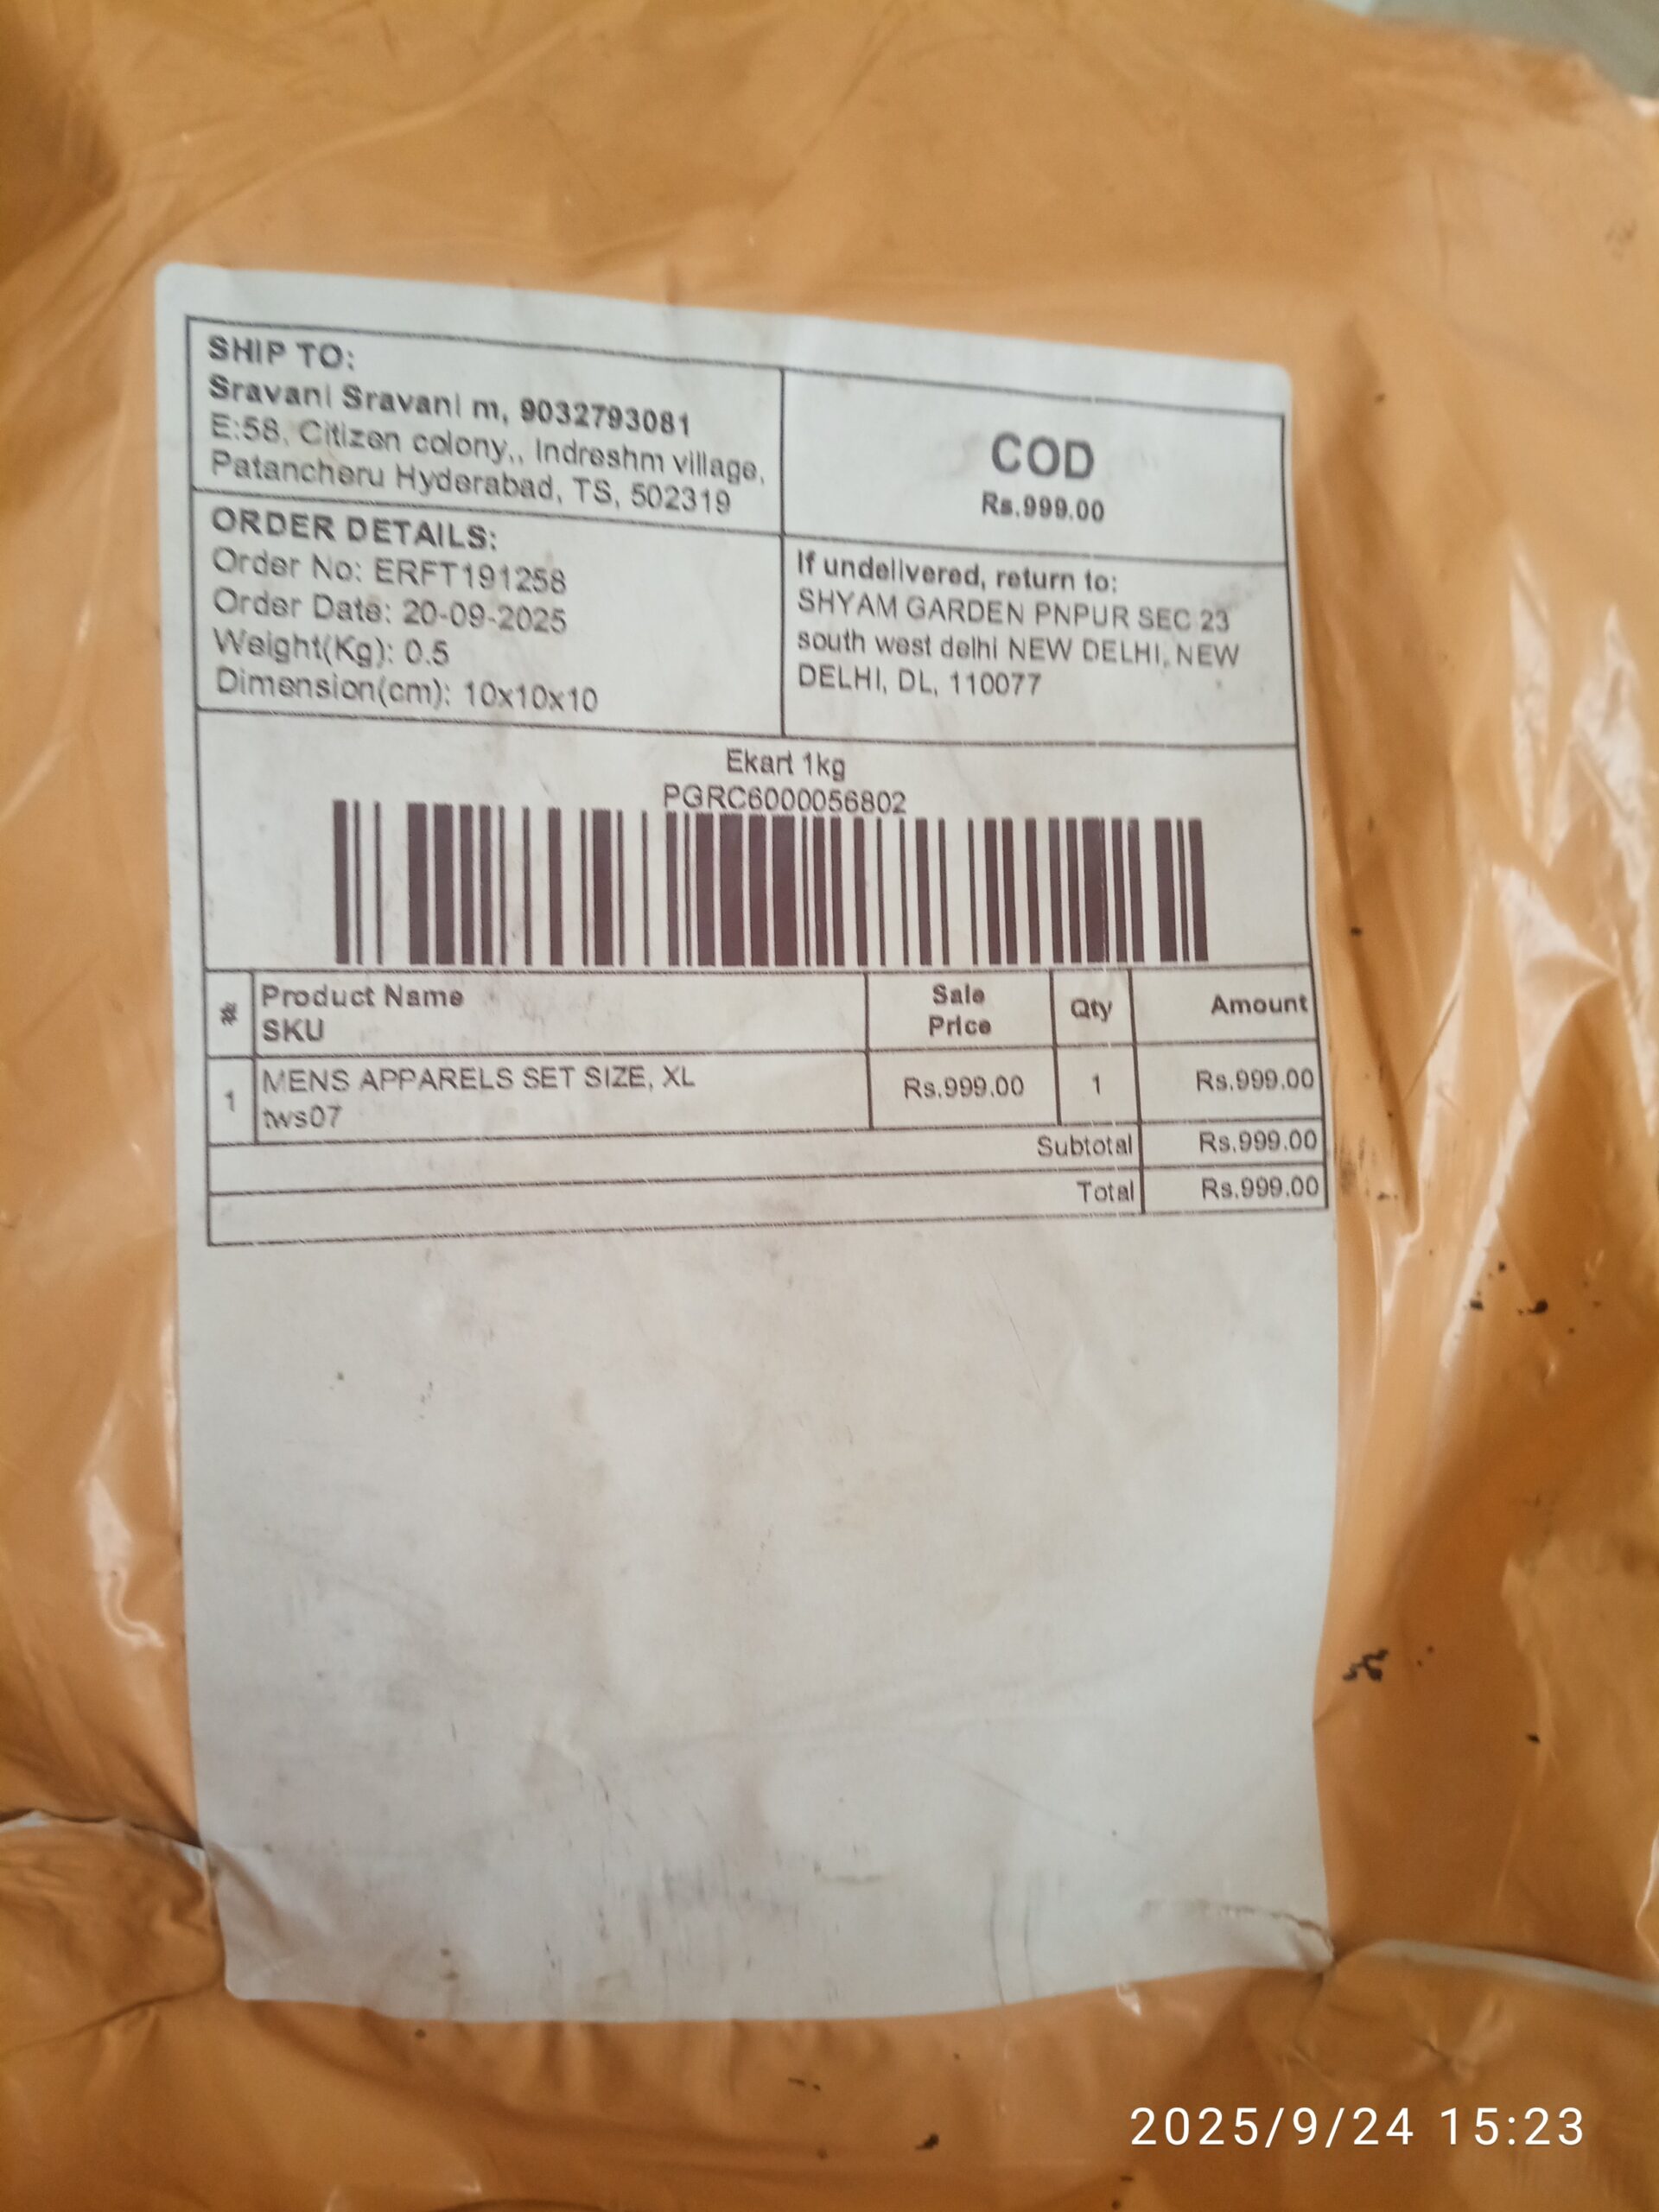 SHIP TO:
Sravani Sravani m, 9032793081
E:58, Citizen colony,, Indreshm village,
Patancheru Hyderabad, TS, 502319
COD
Rs.999.00
ORDER DETAILS:
Order No: ERFT191258
Order Date: 20-09-2025
Weight(Kg): 0.5
Dimension(cm): 10x10x10
If undelivered, return to:
SHYAM GARDEN PNPUR SEC 23
south west delhi NEW DELHI, NEW
DELHI, DL, 110077
Ekart 1kg
PGRC6000056802
# Product Name SKU Sale Price Qty Amount
1 MENS APPARELS SET SIZE, XL Rs.999.00 1 Rs.999.00
tws07
Subtotal Rs.999.00
Total Rs.999.00
2025/9/24 15:23